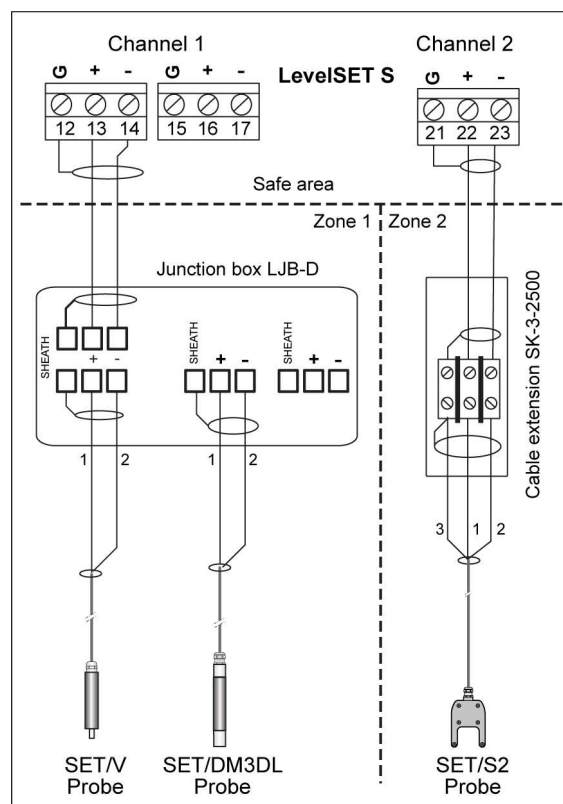 Channel 1
Channel 2
G + -
G + -
LevelSET S
G + -
12 13 14
15 16 17
21 22 23
Safe area
Zone 1
Zone 2
Junction box LJB-D
SHEATH
+ -
SHEATH
+ -
SHEATH
+ -
Cable extension SK-3-2500
1 2
1 2
3 1 2
SET/V
Probe
SET/DM3DL
Probe
SET/S2
Probe